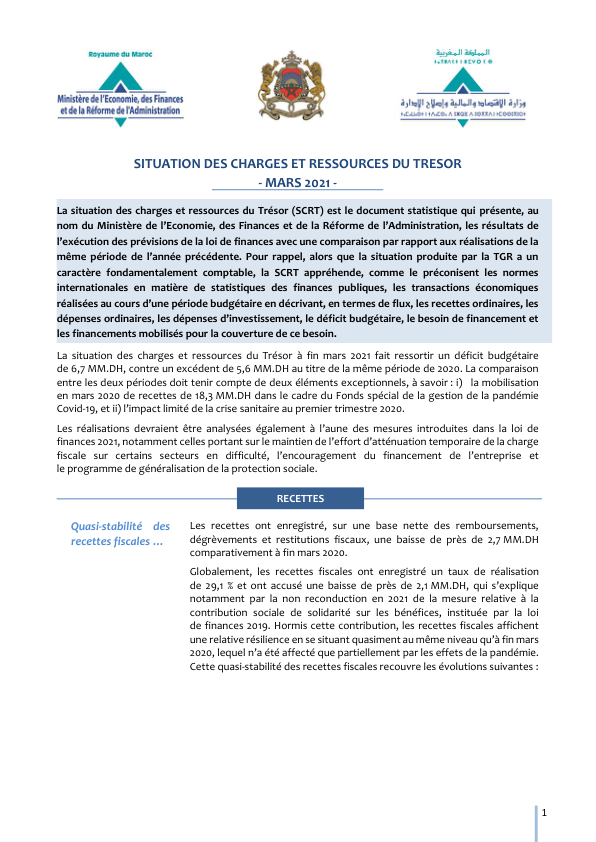 Royaume du Maroc
Ministère de l'Economie, des Finances
et de la Réforme de l'Administration
المملكة المغربية
وزارة الاقتصاد والمالية وإصلاح الإدارة
SITUATION DES CHARGES ET RESSOURCES DU TRESOR
- MARS 2021 -
La situation des charges et ressources du Trésor (SCRT) est le document statistique qui présente, au
nom du Ministère de l'Economie, des Finances et de la Réforme de l'Administration, les résultats de
l'exécution des prévisions de la loi de finances avec une comparaison par rapport aux réalisations de la
même période de l'année précédente. Pour rappel, alors que la situation produite par la TGR a un
caractère fondamentalement comptable, la SCRT appréhende, comme le préconisent les normes
internationales en matière de statistiques des finances publiques, les transactions économiques
réalisées au cours d'une période budgétaire en décrivant, en termes de flux, les recettes ordinaires, les
dépenses ordinaires, les dépenses d'investissement, le déficit budgétaire, le besoin de financement et
les financements mobilisés pour la couverture de ce besoin.
La situation des charges et ressources du Trésor à fin mars 2021 fait ressortir un déficit budgétaire
de 6,7 MM.DH, contre un excédent de 5,6 MM.DH au titre de la même période de 2020. La comparaison
entre les deux périodes doit tenir compte de deux éléments exceptionnels, à savoir : i) la mobilisation
en mars 2020 de recettes de 18,3 MM.DH dans le cadre du Fonds spécial de la gestion de la pandémie
Covid-19, et ii) l'impact limité de la crise sanitaire au premier trimestre 2020.
Les réalisations devraient être analysées également à l'aune des mesures introduites dans la loi de
finances 2021, notamment celles portant sur le maintien de l'effort d'atténuation temporaire de la charge
fiscale sur certains secteurs en difficulté, l'encouragement du financement de l'entreprise et
le programme de généralisation de la protection sociale.
RECETTES
Quasi-stabilité des
recettes fiscales ...
Les recettes ont enregistré, sur une base nette des remboursements,
dégrèvements et restitutions fiscaux, une baisse de près de 2,7 MM.DH
comparativement à fin mars 2020.
Globalement, les recettes fiscales ont enregistré un taux de réalisation
de 29,1 % et ont accusé une baisse de près de 2,1 MM.DH, qui s'explique
notamment par la non reconduction en 2021 de la mesure relative à la
contribution sociale de solidarité sur les bénéfices, instituée par la loi
de finances 2019. Hormis cette contribution, les recettes fiscales affichent
une relative résilience en se situant quasiment au même niveau qu'à fin mars
2020, lequel n'a été affecté que partiellement par les effets de la pandémie.
Cette quasi-stabilité des recettes fiscales recouvre les évolutions suivantes :
1